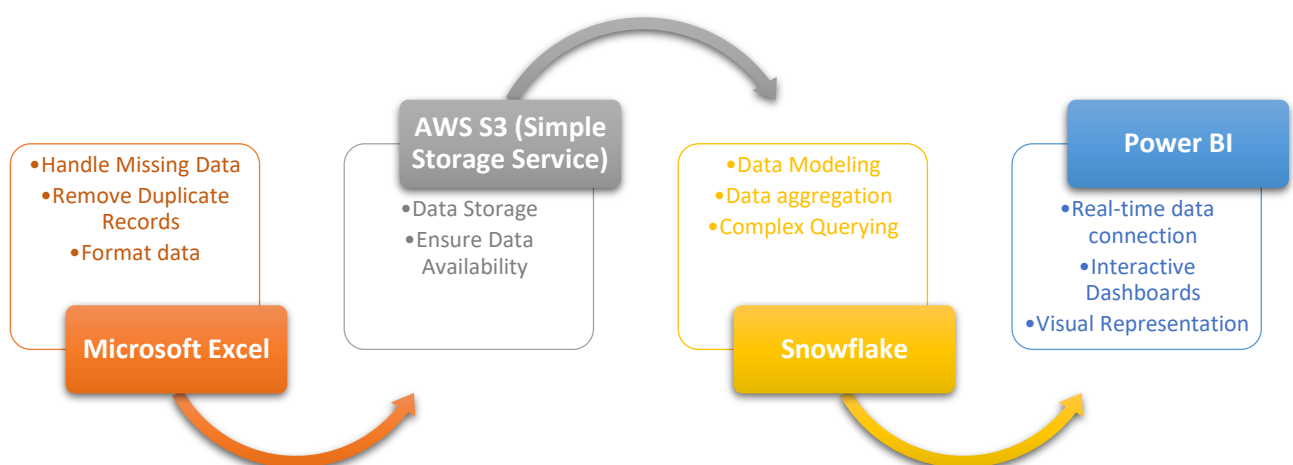 •Handle Missing Data
•Remove Duplicate
Records
•Format data
Microsoft Excel
AWS S3 (Simple
Storage Service)
•Data Storage
•Ensure Data
Availability
•Data Modeling
•Data aggregation
•Complex Querying
Snowflake
Power BI
•Real-time data
connection
•Interactive
Dashboards
•Visual Representation